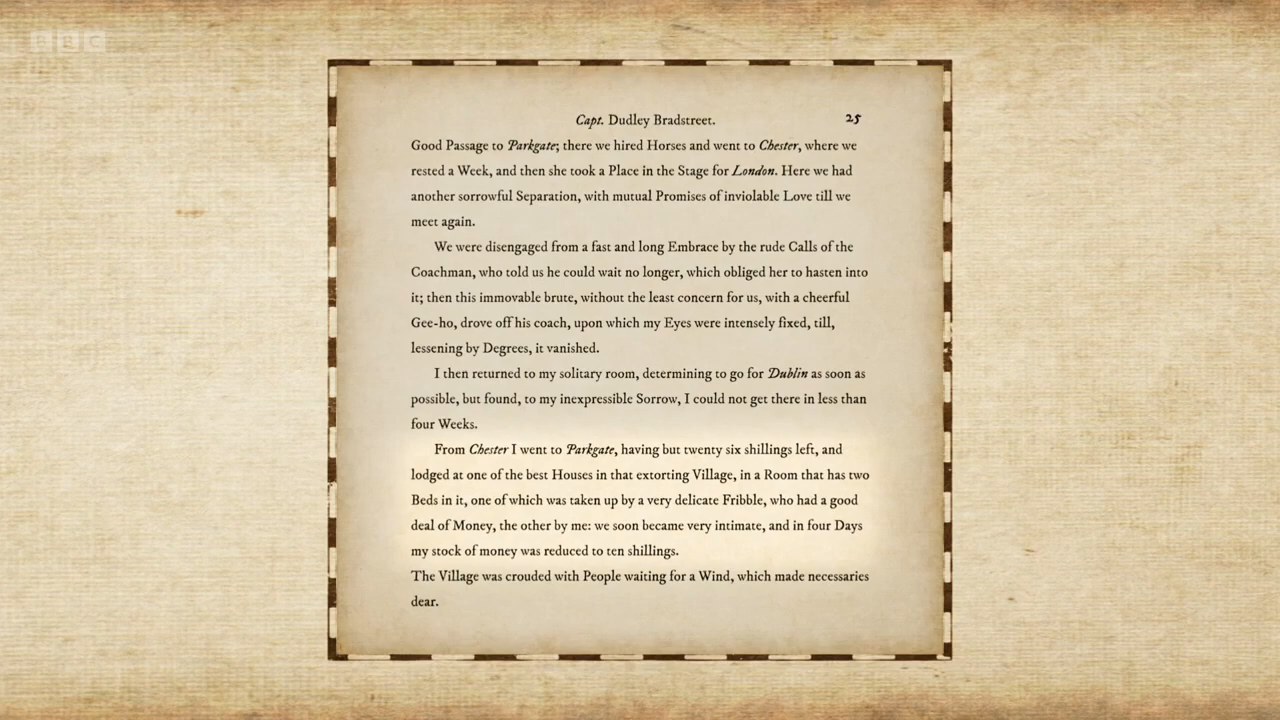 BBC
Capt. Dudley Bradstreet. 25
Good Passage to Parkgate; there we hired Horses and went to Chester, where we
rested a Week, and then she took a Place in the Stage for London. Here we had
another sorrowful Separation, with mutual Promises of inviolable Love till we
meet again.
We were disengaged from a fast and long Embrace by the rude Calls of the
Coachman, who told us he could wait no longer, which obliged her to hasten into
it; then this immovable brute, without the least concern for us, with a cheerful
Gee-ho, drove off his coach, upon which my Eyes were intensely fixed, till,
lessening by Degrees, it vanished.
I then returned to my solitary room, determining to go for Dublin as soon as
possible, but found, to my inexpressible Sorrow, I could not get there in less than
four Weeks.
From Chester I went to Parkgate, having but twenty six shillings left, and
lodged at one of the best Houses in that extorting Village, in a Room that has two
Beds in it, one of which was taken up by a very delicate Fribble, who had a good
deal of Money, the other by me: we soon became very intimate, and in four Days
my stock of money was reduced to ten shillings.
The Village was crouded with People waiting for a Wind, which made necessaries
dear.